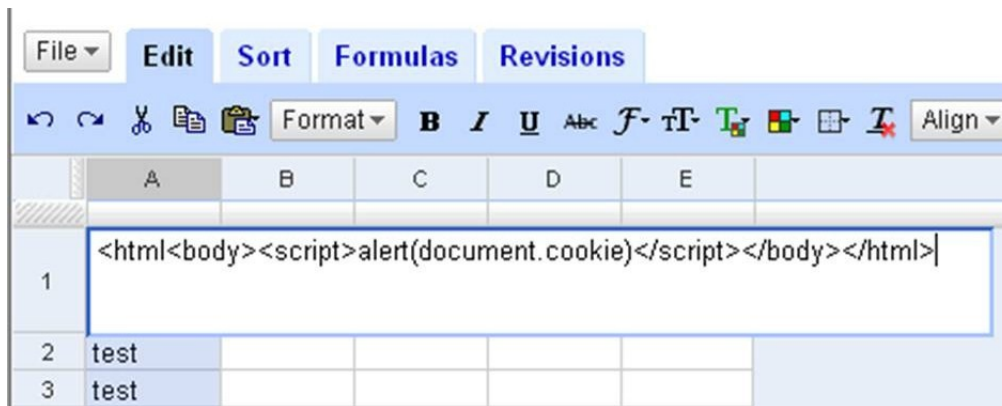 File Edit Sort Formulas Revisions
Format B I U Abc F T T T Align
A B C D E
1 <html<body><script>alert(document.cookie)</script></body></html>
2 test
3 test